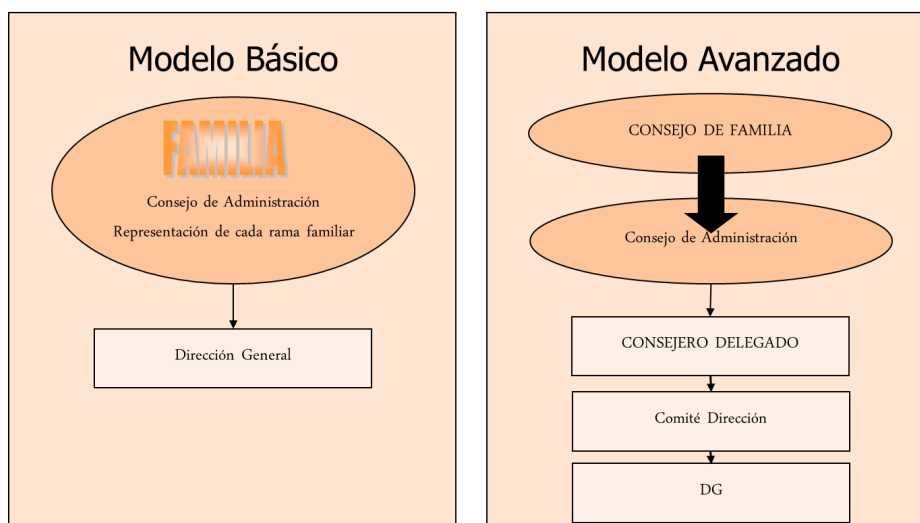 Modelo Básico
FAMILIA
Consejo de Administración
Representación de cada rama familiar
Dirección General
Modelo Avanzado
CONSEJO DE FAMILIA
Consejo de Administración
CONSEJERO DELEGADO
Comité Dirección
DG